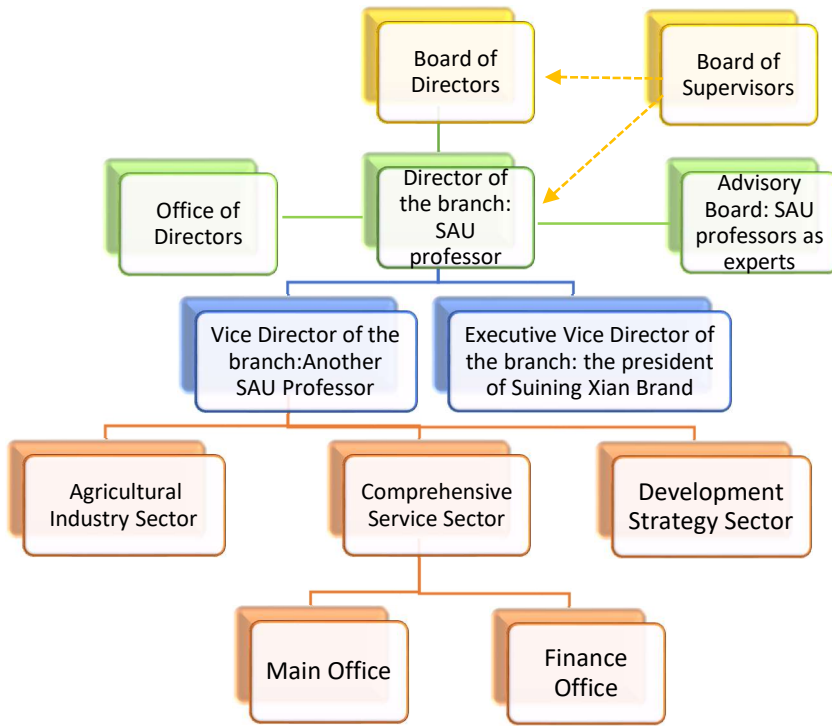 Board of
Directors
Board of
Supervisors
Office of
Directors
Director of
the branch:
SAU
professor
Advisory
Board: SAU
professors as
experts
Vice Director of the
branch:Another
SAU Professor
Executive Vice Director of
the branch: the president
of Suining Xian Brand
Agricultural
Industry Sector
Comprehensive
Service Sector
Development
Strategy Sector
Main Office
Finance
Office